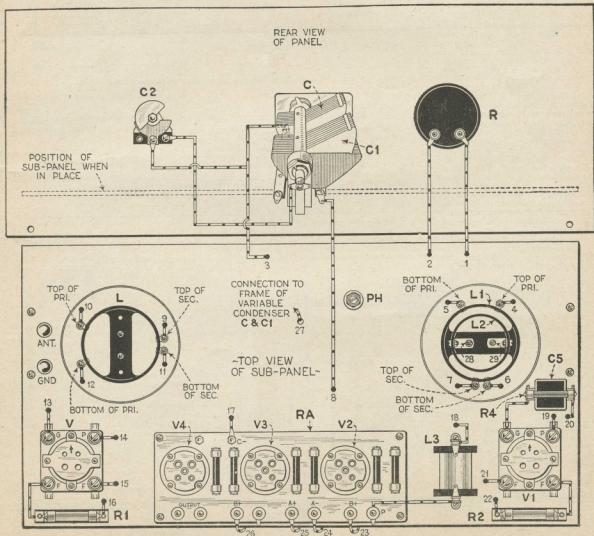 REAR VIEW
OF PANEL
C2
C
C1
R
POSITION OF
SUB-PANEL WHEN
IN PLACE
3
2
1
L
TOP OF
PRI.
10
TOP OF
SEC.
9
ANT.
GND
12
11
BOTTOM OF PRI.
BOTTOM
OF SEC.
CONNECTION TO
FRAME OF
VARIABLE
CONDENSER
C & C1
27
PH
~TOP VIEW
OF SUB-PANEL~
8
BOTTOM
OF PRI.
L1
TOP OF
PRI.
5
4
L2
28
29
TOP OF
SEC.
7
6
BOTTOM
OF SEC.
C5
R4
19
20
13
V
G
P
14
F
F
15
16
R1
17
RA
V4
F
C-
V3
V2
OUTPUT
B+
A+
A-
B+
P
26
25
24
23
18
L3
G
P
21
F
F
V1
22
R2